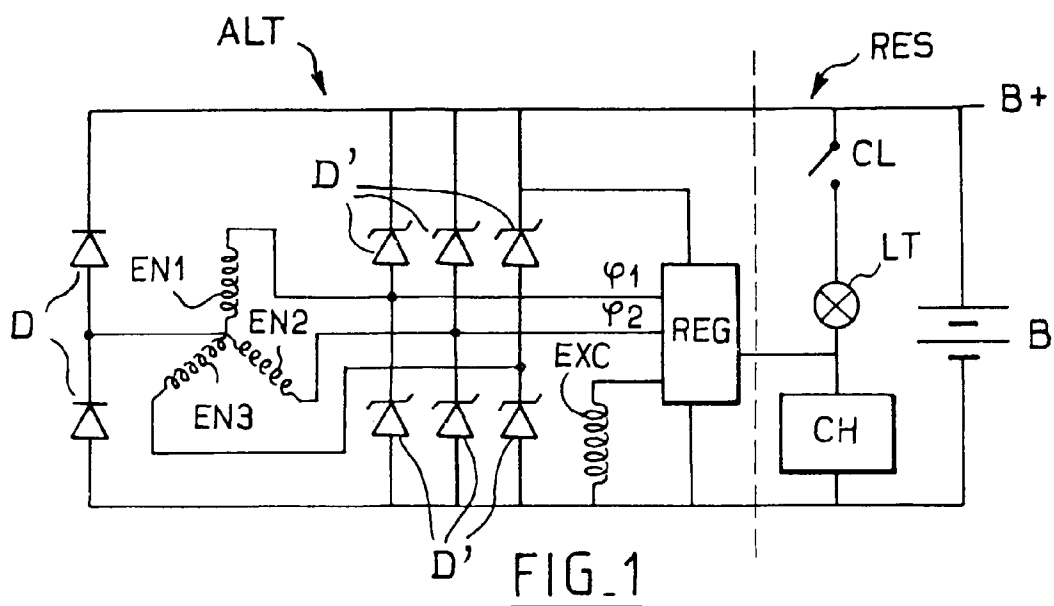 ALT
RES
B+
CL
D'
EN1
φ1
LT
D
EN2
φ2
REG
B
EXC
EN3
CH
D'
FIG_1